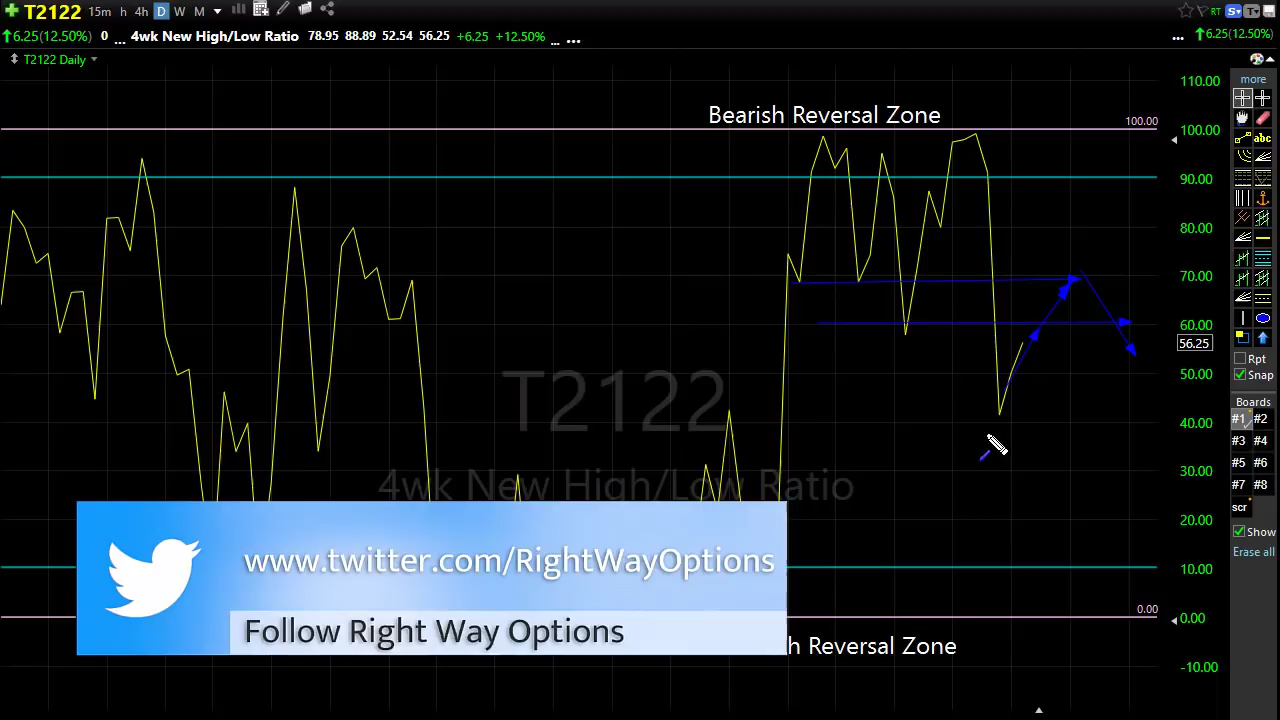 T2122 15m h 4h D W M RT S T
6.25(12.50%) 0 ... 4wk New High/Low Ratio 78.95 88.89 52.54 56.25 +6.25 +12.50% ... ... ... 6.25(12.50%)
T2122 Daily
more
110.00
Bearish Reversal Zone
100.00
100.00
abc
90.00
80.00
70.00
60.00
56.25
Rpt
Snap
50.00
T2122
Boards
#1 #2
40.00
#3 #4
30.00
#5 #6
4wk New High/Low Ratio
#7 #8
scr
20.00
Show
Erase all
www.twitter.com/RightWayOptions
10.00
0.00
0.00
Follow Right Way Options
h Reversal Zone
-10.00